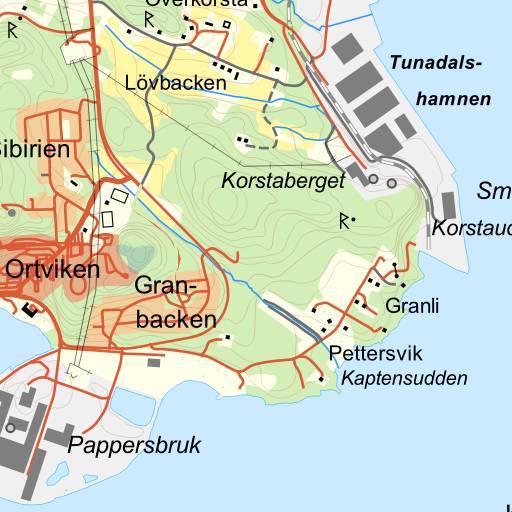 Överkorsta
Tunadals-
hamnen
Lövbacken
Sibirien
Korstaberget
Sm
Korstaud
Ortviken
Gran-
backen
Granli
Pettersvik
Kaptensudden
Pappersbruk